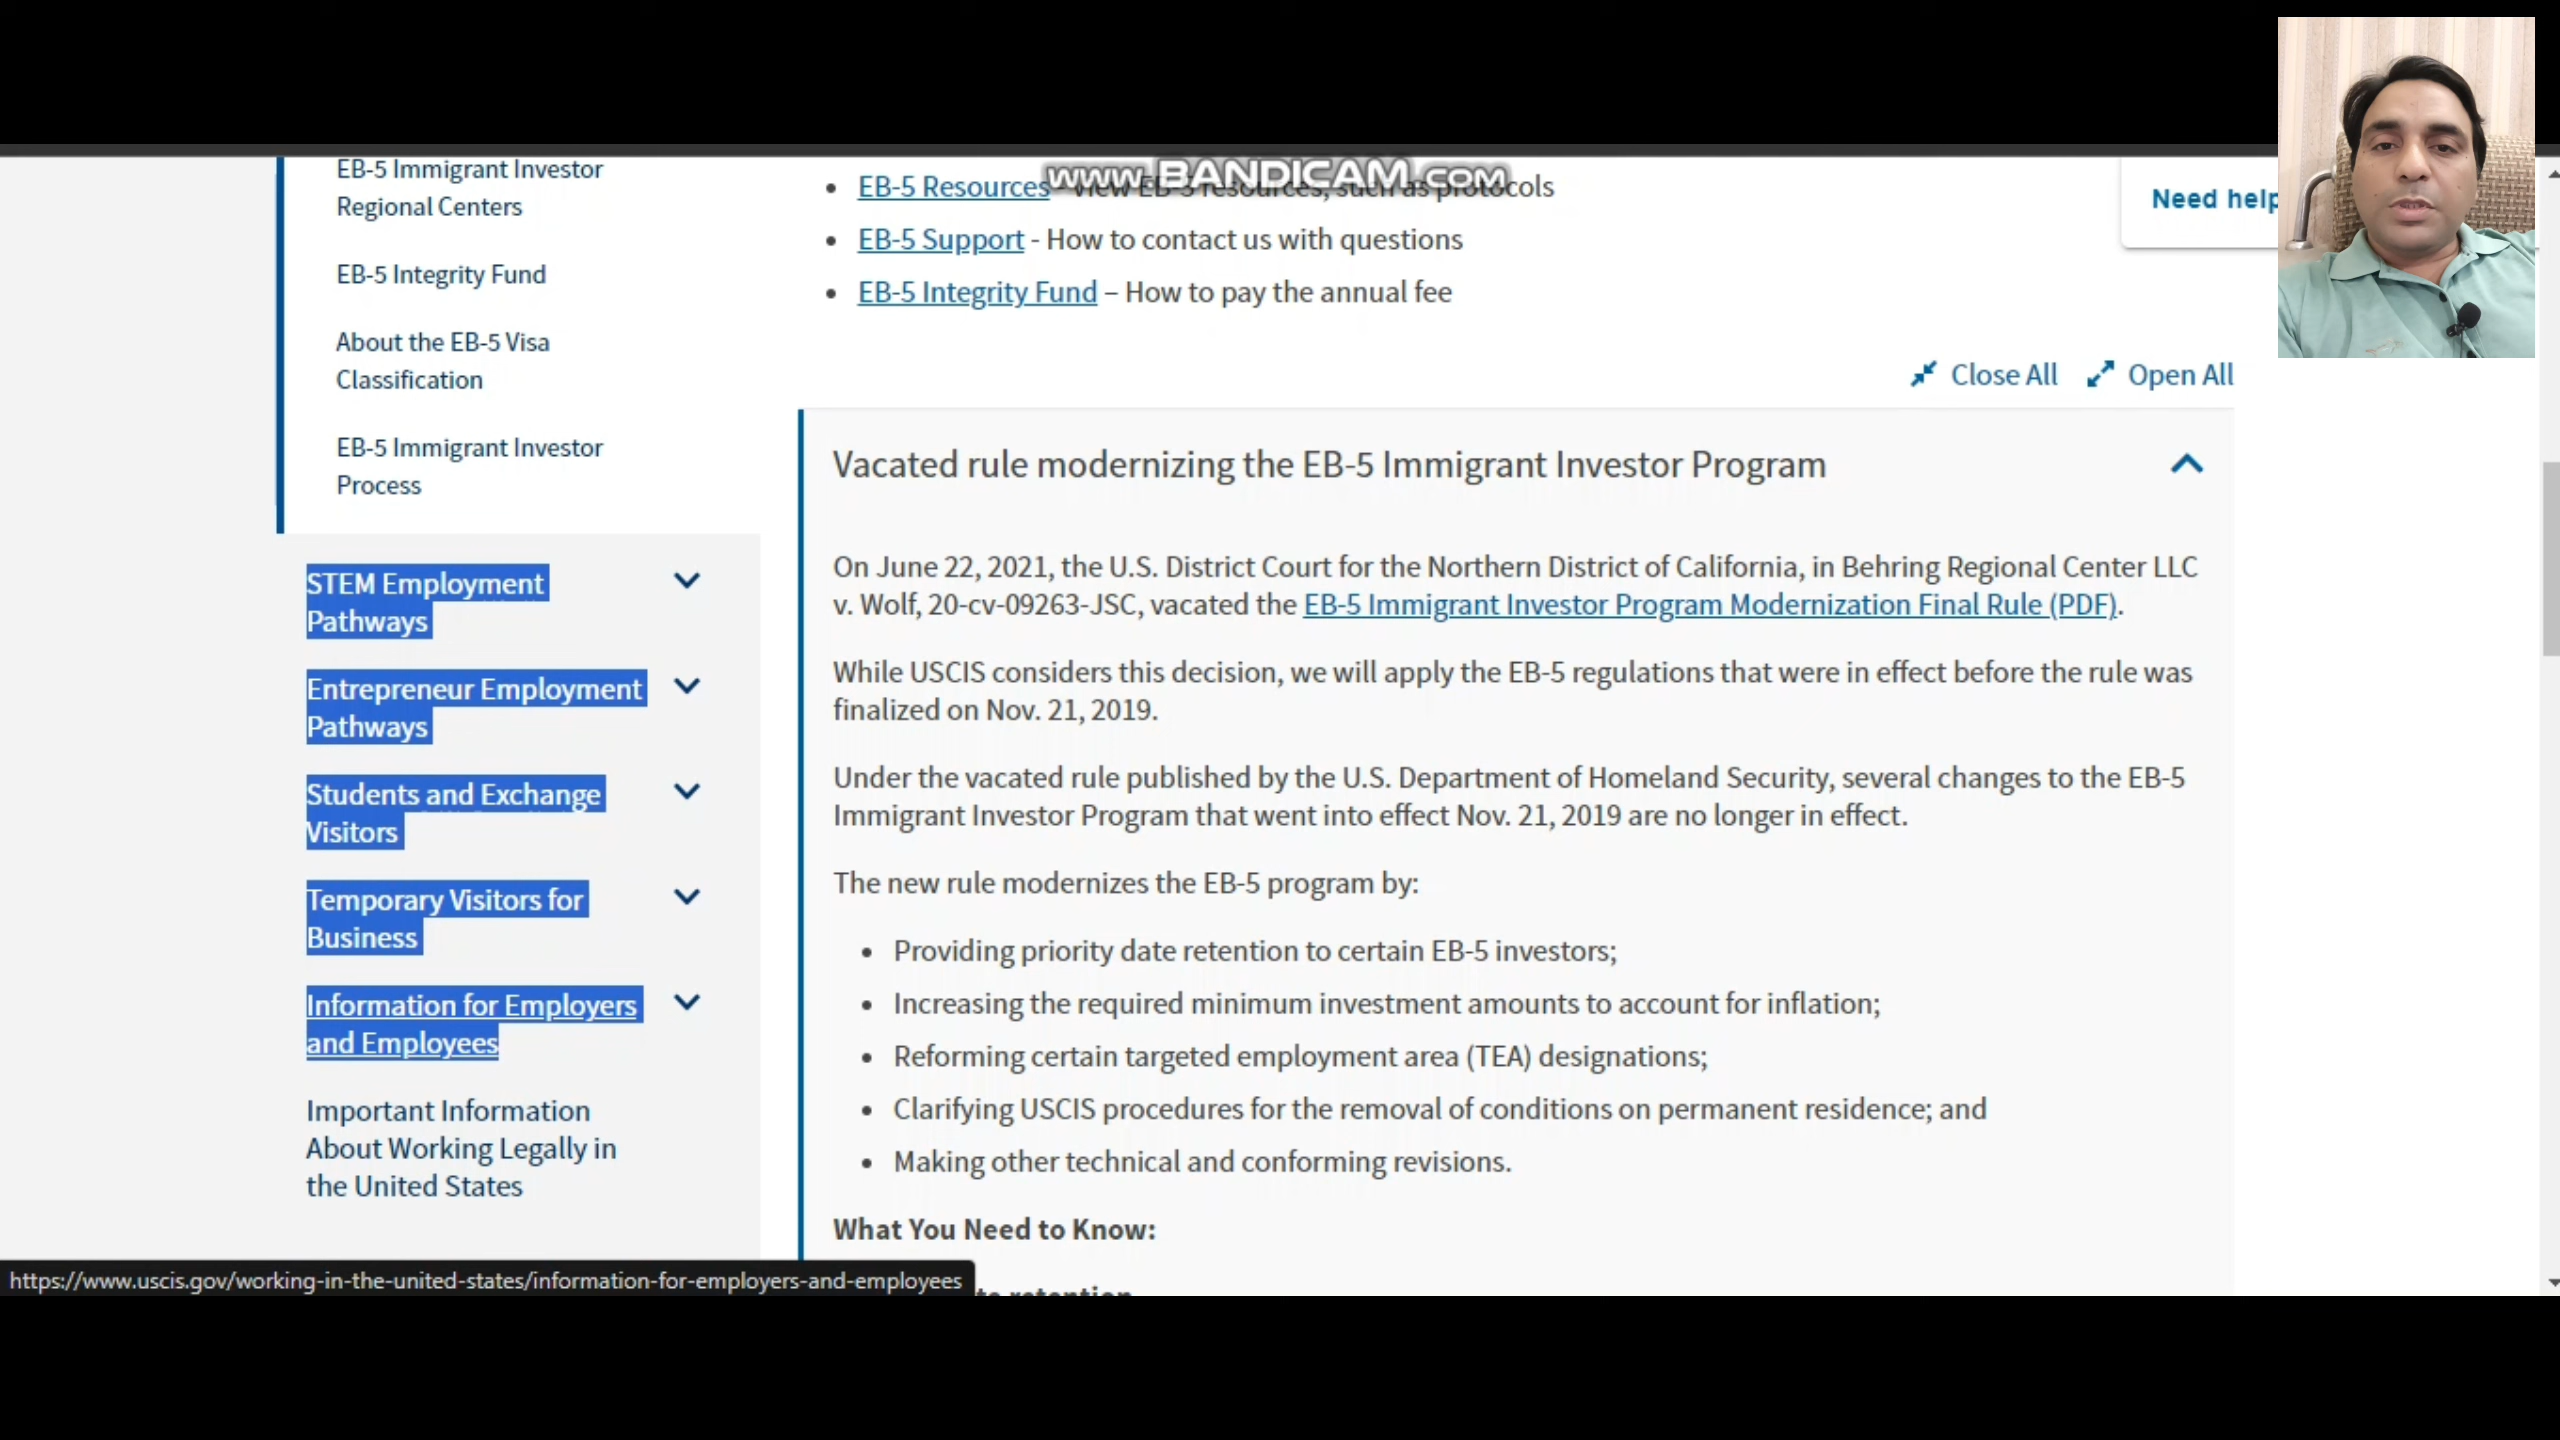 www.BANDICAM.com
EB-5 Immigrant Investor
Regional Centers
EB-5 Integrity Fund
About the EB-5 Visa
Classification
EB-5 Immigrant Investor
Process
STEM Employment
Pathways
Entrepreneur Employment
Pathways
Students and Exchange
Visitors
Temporary Visitors for
Business
Information for Employers
and Employees
Important Information
About Working Legally in
the United States
https://www.uscis.gov/working-in-the-united-states/information-for-employers-and-employees
• EB-5 Resources - View EB-5 resources, such as protocols
• EB-5 Support - How to contact us with questions
• EB-5 Integrity Fund – How to pay the annual fee
Need help
Close All Open All
Vacated rule modernizing the EB-5 Immigrant Investor Program
On June 22, 2021, the U.S. District Court for the Northern District of California, in Behring Regional Center LLC
v. Wolf, 20-cv-09263-JSC, vacated the EB-5 Immigrant Investor Program Modernization Final Rule (PDF).
While USCIS considers this decision, we will apply the EB-5 regulations that were in effect before the rule was
finalized on Nov. 21, 2019.
Under the vacated rule published by the U.S. Department of Homeland Security, several changes to the EB-5
Immigrant Investor Program that went into effect Nov. 21, 2019 are no longer in effect.
The new rule modernizes the EB-5 program by:
• Providing priority date retention to certain EB-5 investors;
• Increasing the required minimum investment amounts to account for inflation;
• Reforming certain targeted employment area (TEA) designations;
• Clarifying USCIS procedures for the removal of conditions on permanent residence; and
• Making other technical and conforming revisions.
What You Need to Know:
retention